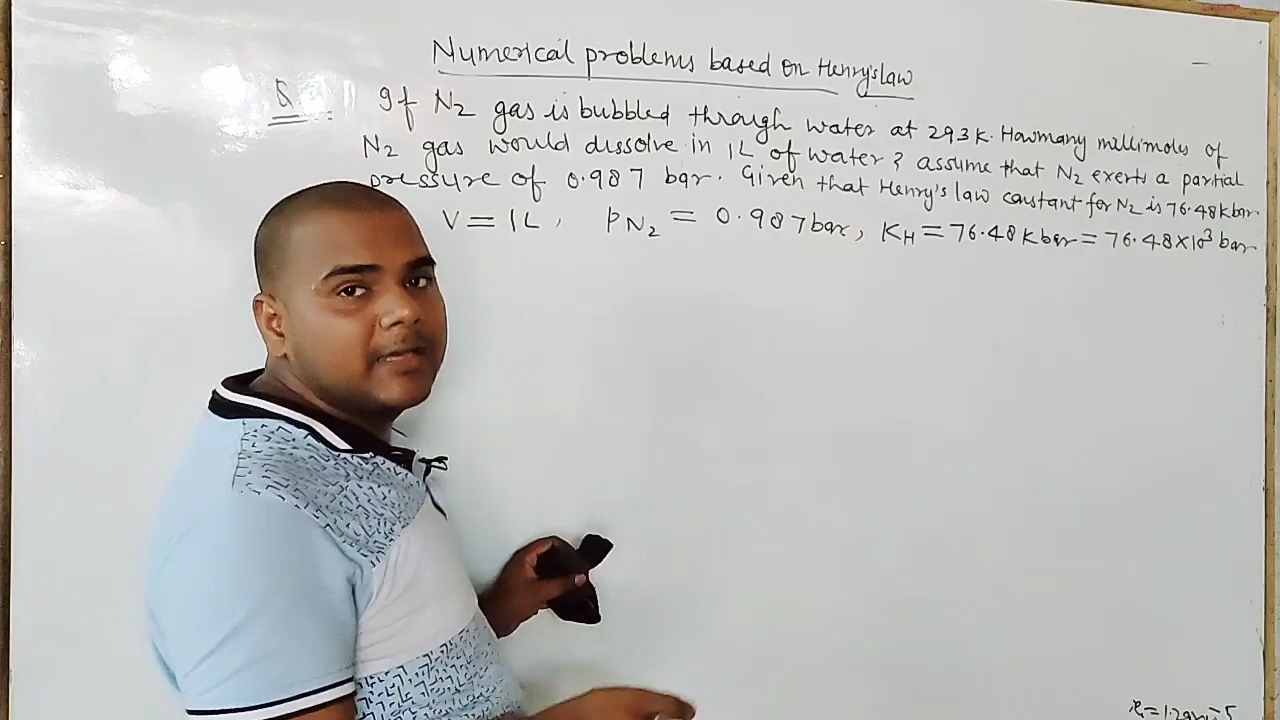 Numerical problems based on Henry's law
Q If N2 gas is bubbled through water at 293K. How many millimoles of
N2 gas would dissolve in 1L of water? assume that N2 exerts a partial
pressure of 0.987 bar. Given that Henry's law constant for N2 is 76.48 kbar
V = 1L, PN2 = 0.987 bar, KH = 76.48 Kbar = 76.48×10³ bar